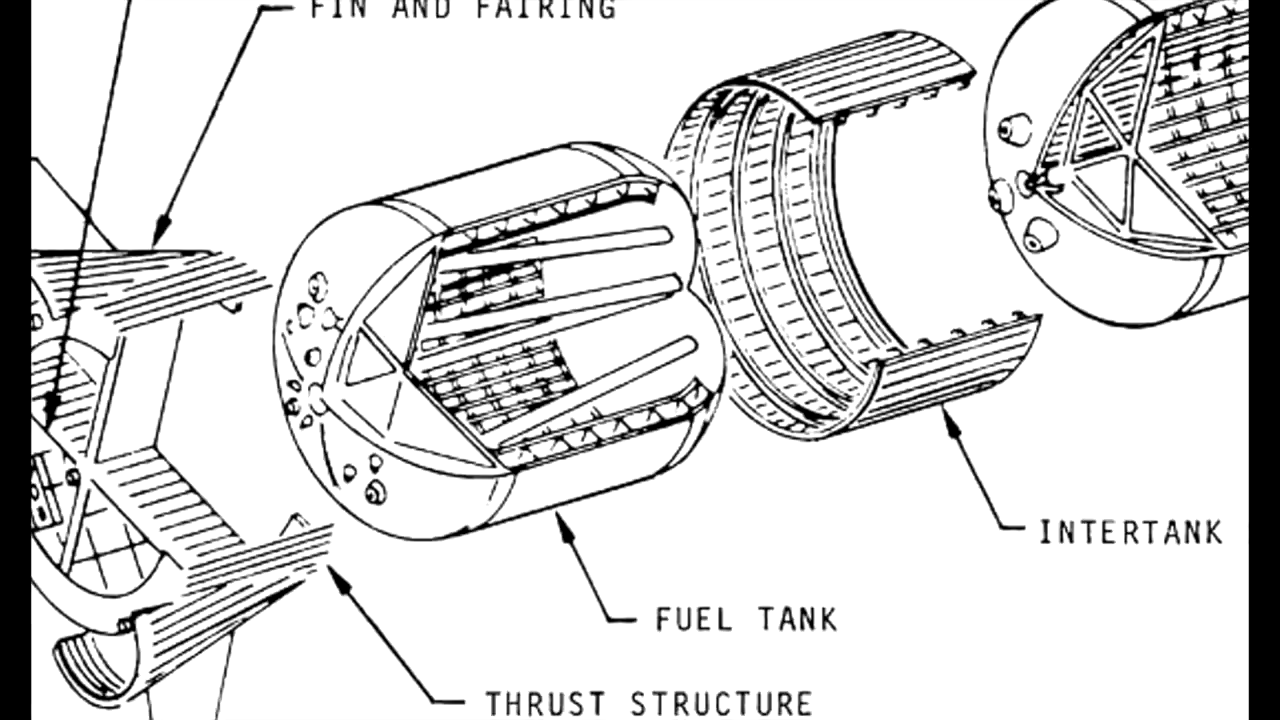 FIN AND FAIRING
INTERTANK
FUEL TANK
THRUST STRUCTURE